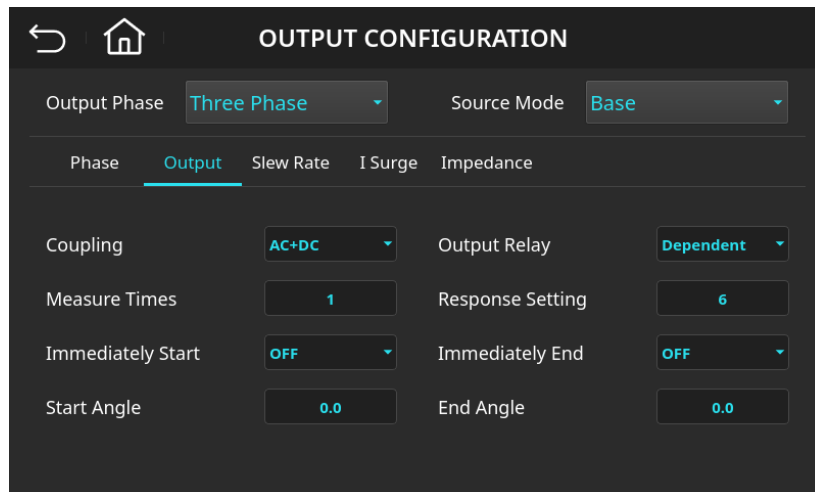 OUTPUT CONFIGURATION
Output Phase Three Phase Source Mode Base
Phase Output Slew Rate I Surge Impedance
Coupling AC+DC Output Relay Dependent
Measure Times 1 Response Setting 6
Immediately Start OFF Immediately End OFF
Start Angle 0.0 End Angle 0.0